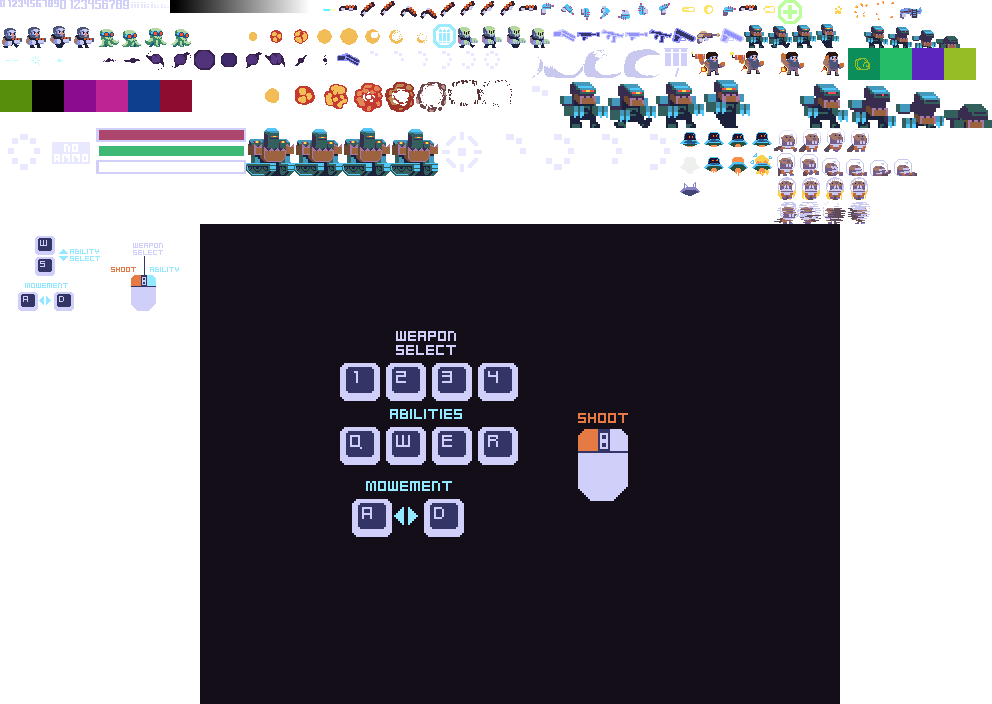 0123456789
0123456789
NO
AMMO
W
ABILITY
SELECT
S
MOWEMENT
A D
WEAPON
SELECT
SHOOT ABILITY
WEAPON
SELECT
1 2 3 4
ABILITIES
Q W E R
MOWEMENT
A D
SHOOT